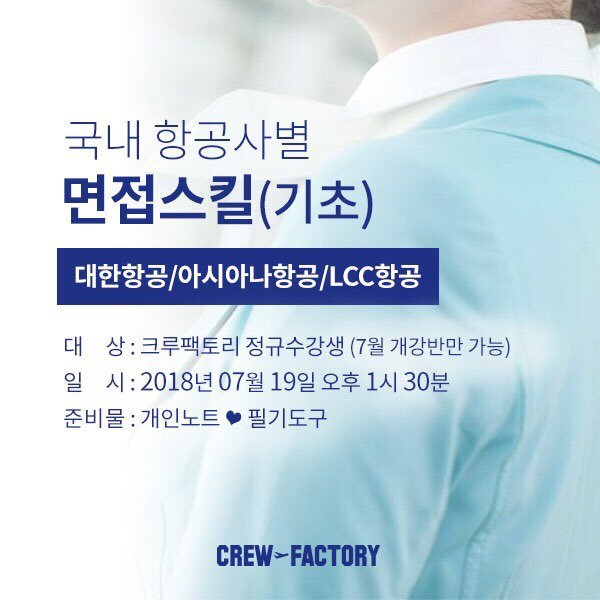 국내 항공사별
면접스킬(기초)
대한항공/아시아나항공/LCC항공
대 상 : 크루팩토리 정규수강생 (7월 개강반만 가능)
일 시 : 2018년 07월 19일 오후 1시 30분
준비물 : 개인노트 ♥ 필기도구
CREW FACTORY